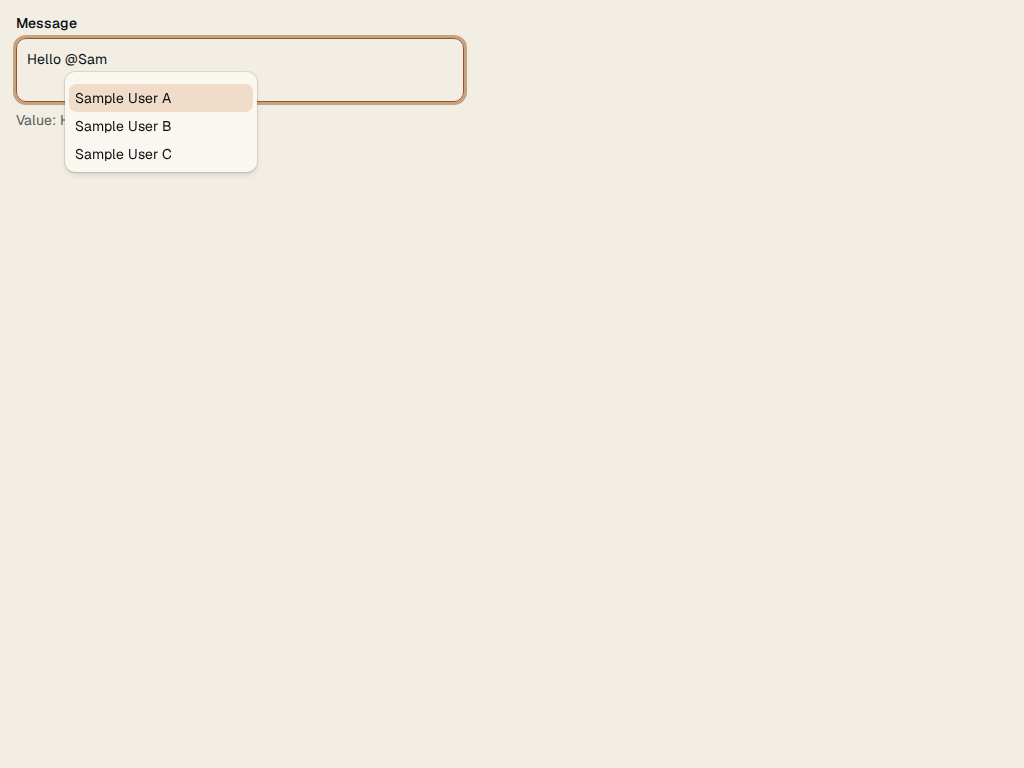 Message
Hello @Sam
Sample User A
Value:
Sample User B
Sample User C